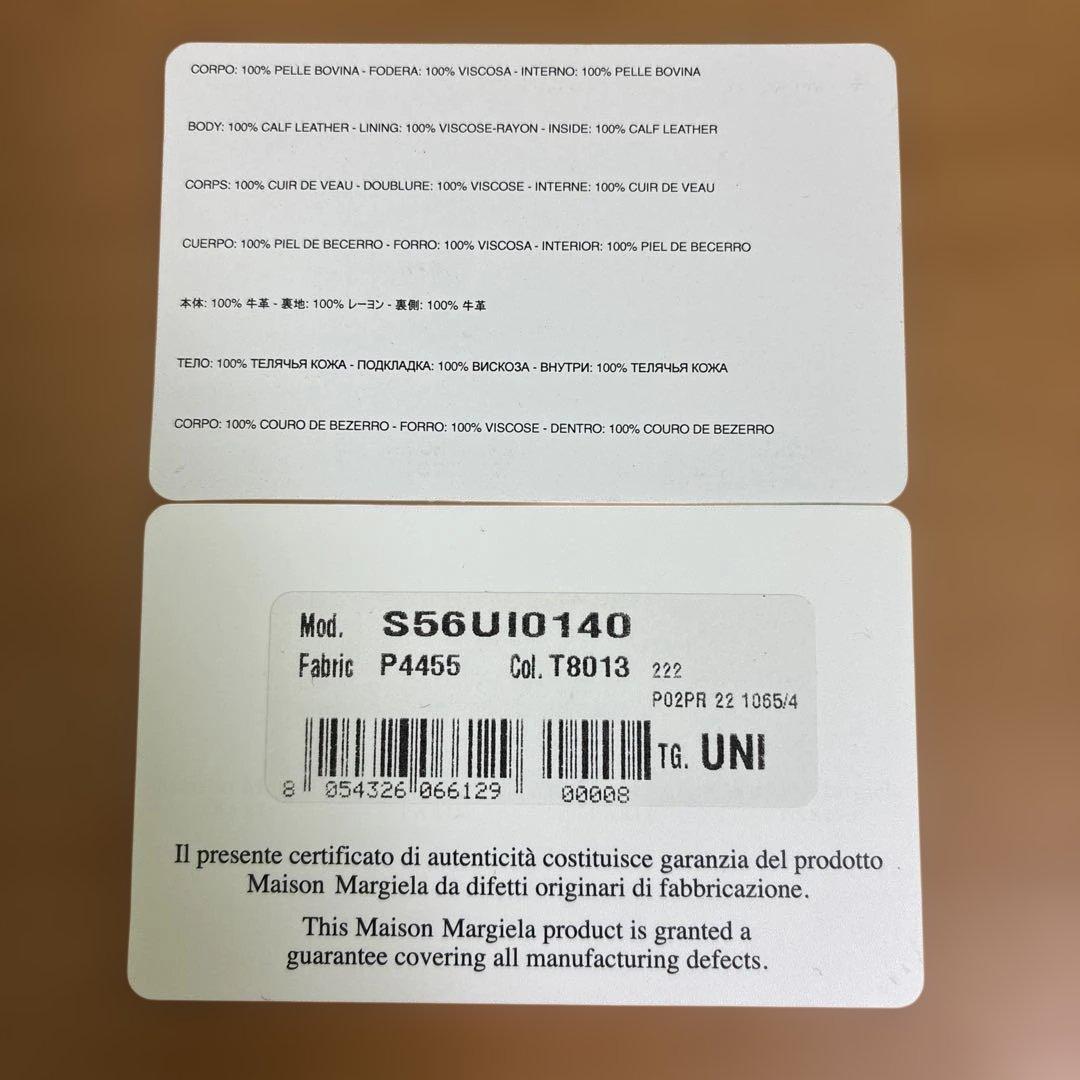 CORPO: 100% PELLE BOVINA - FODERA: 100% VISCOSA - INTERNO: 100% PELLE BOVINA
BODY: 100% CALF LEATHER - LINING: 100% VISCOSE-RAYON - INSIDE: 100% CALF LEATHER
CORPS: 100% CUIR DE VEAU - DOUBLURE: 100% VISCOSE - INTERNE: 100% CUIR DE VEAU
CUERPO: 100% PIEL DE BECERRO - FORRO: 100% VISCOSA - INTERIOR: 100% PIEL DE BECERRO
本体: 100% 牛革 - 裏地: 100% レーヨン - 裏側: 100% 牛革
ТЕЛО: 100% ТЕЛЯЧЬЯ КОЖА - ПОДКЛАДКА: 100% ВИСКОЗА - ВНУТРИ: 100% ТЕЛЯЧЬЯ КОЖА
CORPO: 100% COURO DE BEZERRO - FORRO: 100% VISCOSE - DENTRO: 100% COURO DE BEZERRO
Mod. S56UI0140
Fabric P4455 Col. T8013 222
P02PR 22 1065/4
TG. UNI
8 054326 066129 00008
Il presente certificato di autenticità costituisce garanzia del prodotto
Maison Margiela da difetti originari di fabbricazione.
This Maison Margiela product is granted a
guarantee covering all manufacturing defects.